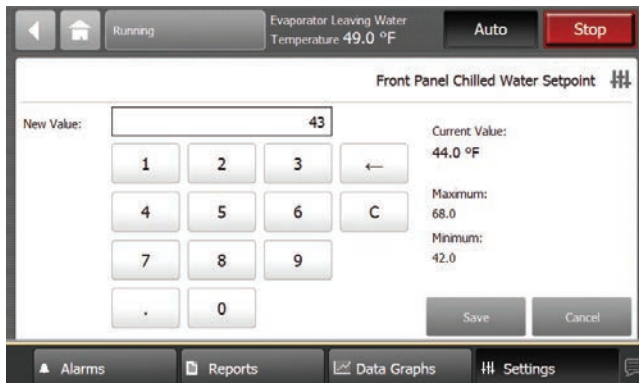 Running
Evaporator Leaving Water
Temperature 49.0 °F
Auto
Stop
Front Panel Chilled Water Setpoint
New Value:
43
Current Value:
44.0 °F
1 2 3 ←
4 5 6 C
Maximum:
68.0
7 8 9
Minimum:
42.0
. 0
Save
Cancel
Alarms
Reports
Data Graphs
Settings